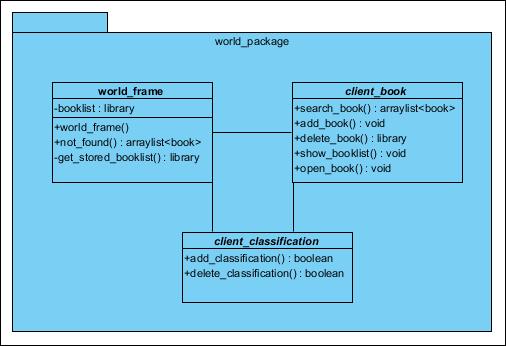 world_package
world_frame
-booklist : library
+world_frame()
+not_found() : arraylist<book>
-get_stored_booklist() : library
client_book
+search_book() : arraylist<book>
+add_book() : void
+delete_book() : library
+show_booklist() : void
+open_book() : void
client_classification
+add_classification() : boolean
+delete_classification() : boolean